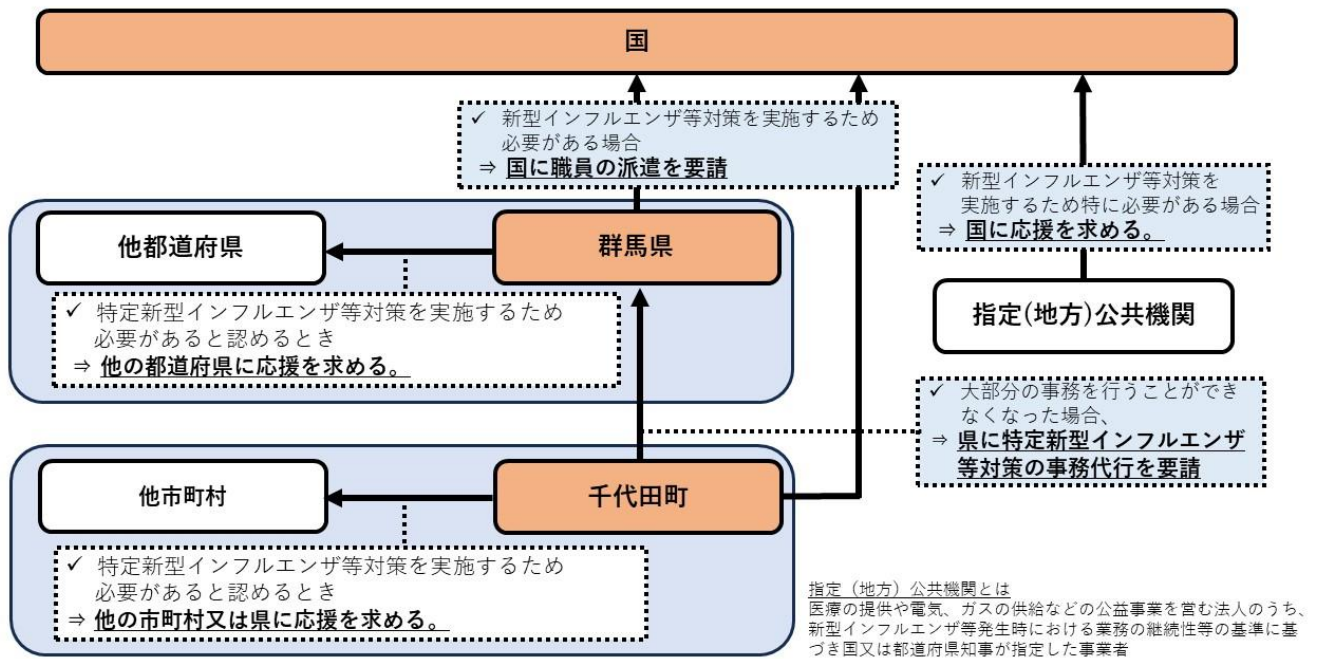 国
✓ 新型インフルエンザ等対策を実施するため
必要がある場合
⇒ 国に職員の派遣を要請
✓ 新型インフルエンザ等対策を
実施するため特に必要がある場合
⇒ 国に応援を求める。
他都道府県
群馬県
指定(地方)公共機関
✓ 特定新型インフルエンザ等対策を実施するため
必要があると認めるとき
⇒ 他の都道府県に応援を求める。
✓ 大部分の事務を行うことができ
なくなった場合、
⇒ 県に特定新型インフルエンザ
等対策の事務代行を要請
他市町村
千代田町
✓ 特定新型インフルエンザ等対策を実施するため
必要があると認めるとき
⇒ 他の市町村又は県に応援を求める。
指定（地方）公共機関とは
医療の提供や電気、ガスの供給などの公益事業を営む法人のうち、
新型インフルエンザ等発生時における業務の継続性等の基準に基
づき国又は都道府県知事が指定した事業者